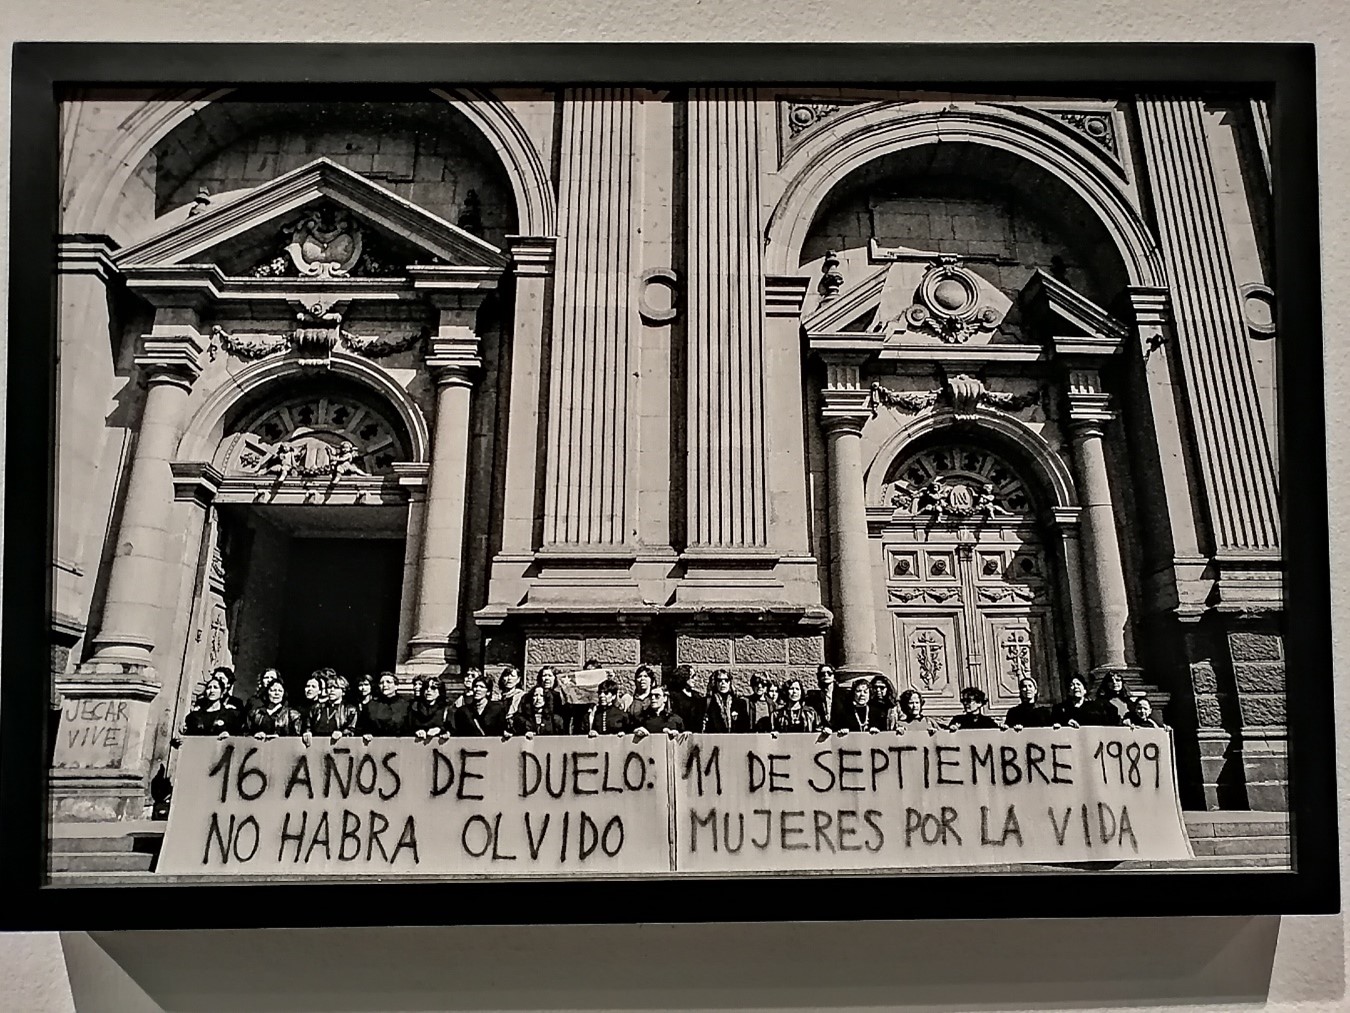 JECAR
VIVE!
16 AÑOS DE DUELO:
NO HABRA OLVIDO
11 DE SEPTIEMBRE 1989
MUJERES POR LA VIDA